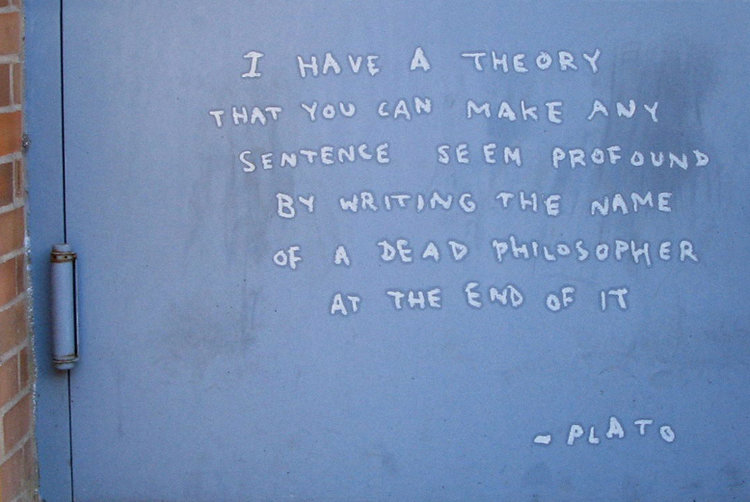 I HAVE A THEORY
THAT YOU CAN MAKE ANY
SENTENCE SEEM PROFOUND
BY WRITING THE NAME
OF A DEAD PHILOSOPHER
AT THE END OF IT
- PLATO